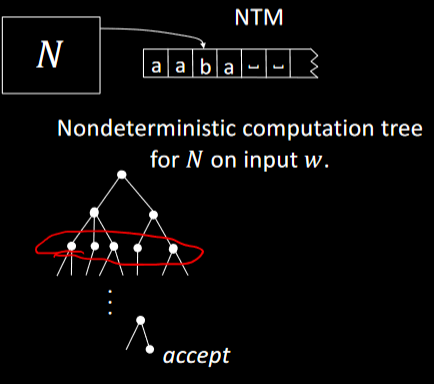 NTM
N
a a b a ˽ ˽
Nondeterministic computation tree
for N on input w.
⋮
accept